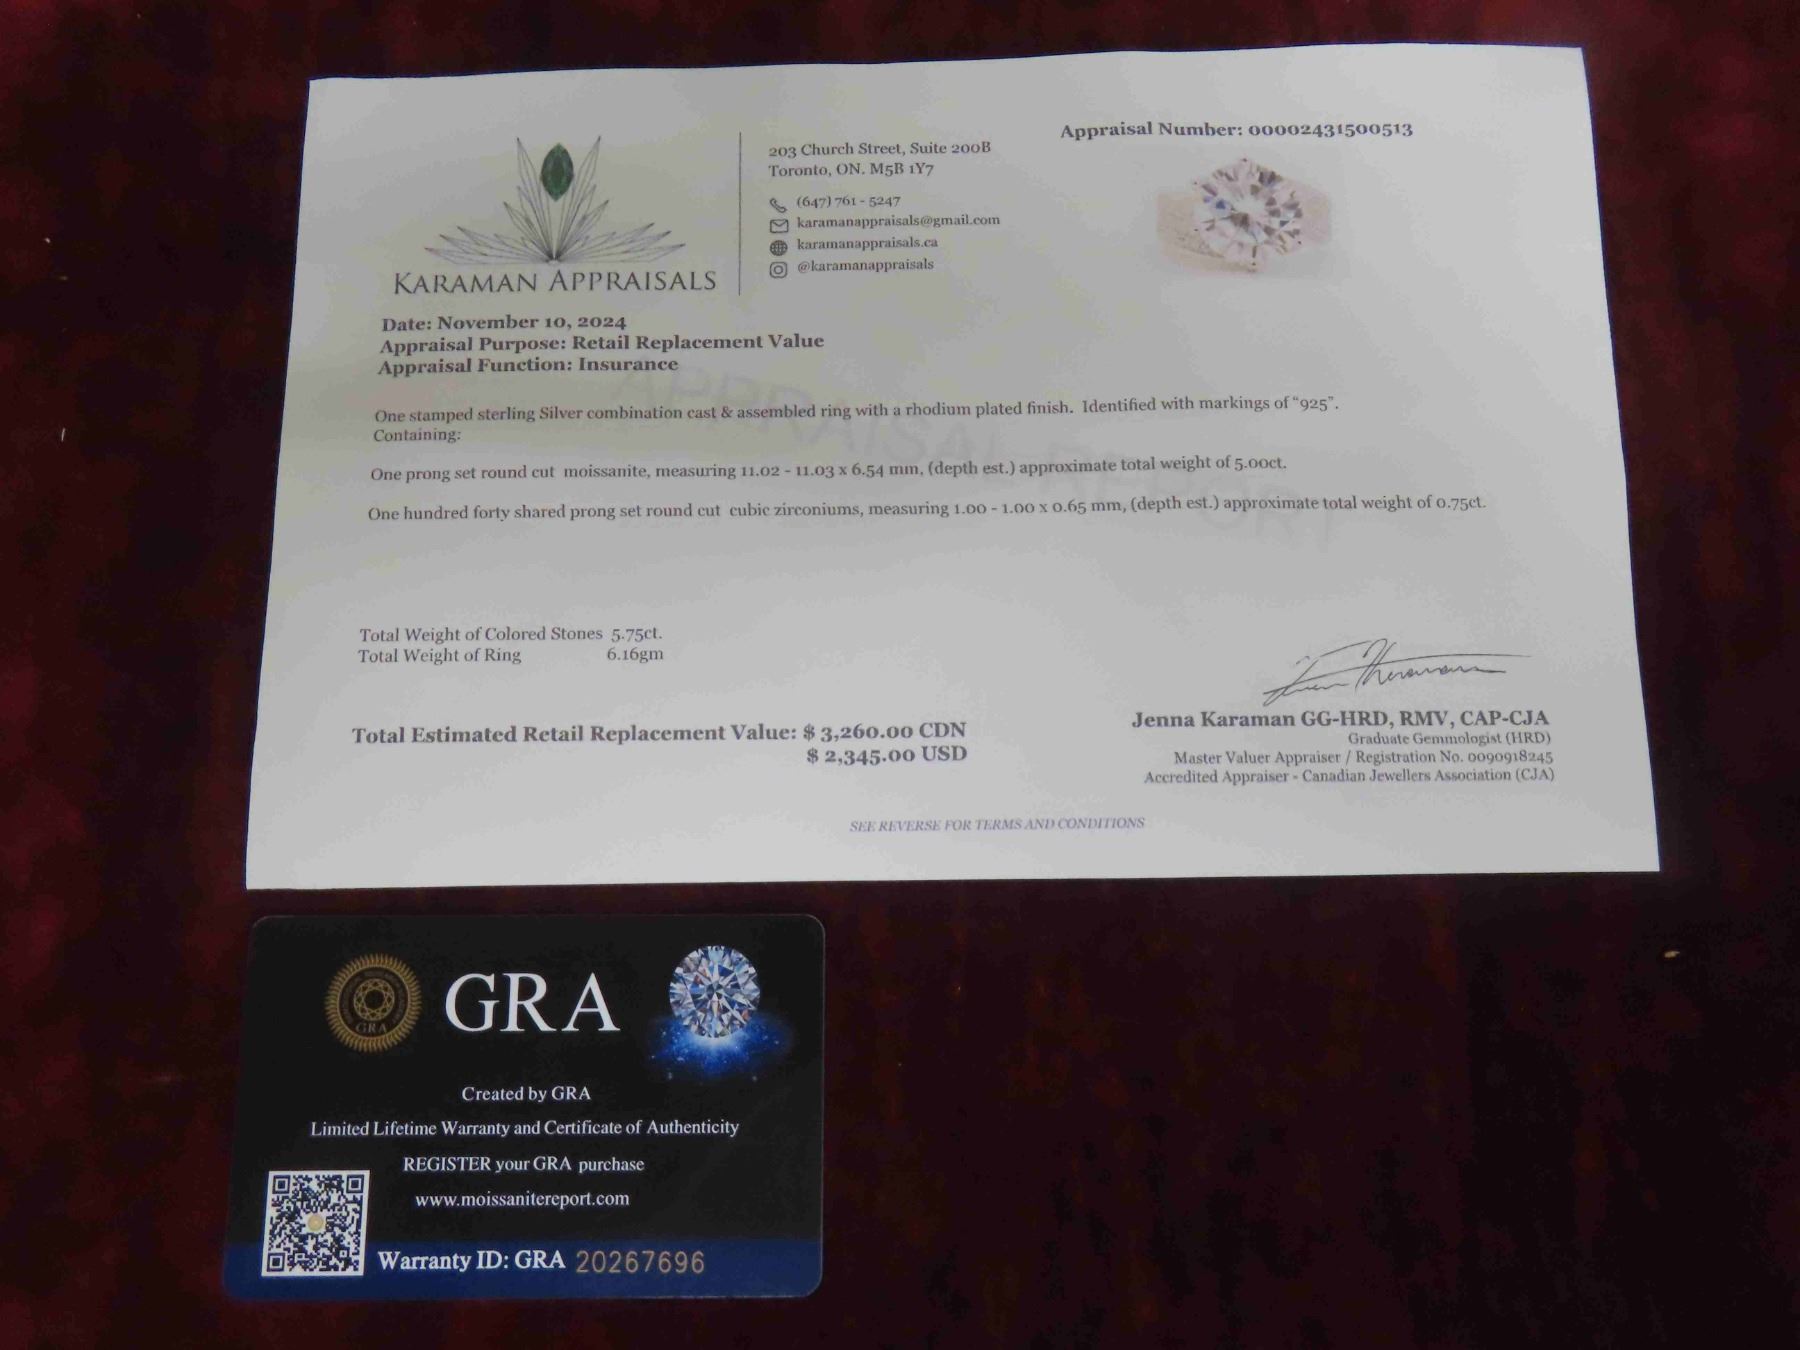 Appraisal Number: 00002431500513
203 Church Street, Suite 200B
Toronto, ON. M5B 1Y7
(647) 761 - 5247
karamanappraisals@gmail.com
karamanappraisals.ca
@karamanappraisals
KARAMAN APPRAISALS
Date: November 10, 2024
Appraisal Purpose: Retail Replacement Value
Appraisal Function: Insurance
APPRAISAL REPORT
One stamped sterling Silver combination cast & assembled ring with a rhodium plated finish. Identified with markings of “925”.
Containing:
One prong set round cut moissanite, measuring 11.02 - 11.03 x 6.54 mm, (depth est.) approximate total weight of 5.00ct.
One hundred forty shared prong set round cut cubic zirconiums, measuring 1.00 - 1.00 x 0.65 mm, (depth est.) approximate total weight of 0.75ct.
Total Weight of Colored Stones 5.75ct.
Total Weight of Ring 6.16gm
Total Estimated Retail Replacement Value: $ 3,260.00 CDN
$ 2,345.00 USD
Jenna Karaman GG-HRD, RMV, CAP-CJA
Graduate Gemmologist (HRD)
Master Valuer Appraiser / Registration No. 0090918245
Accredited Appraiser - Canadian Jewellers Association (CJA)
SEE REVERSE FOR TERMS AND CONDITIONS
GRA
GRA
Created by GRA
Limited Lifetime Warranty and Certificate of Authenticity
REGISTER your GRA purchase
www.moissanitereport.com
Warranty ID: GRA 20267696